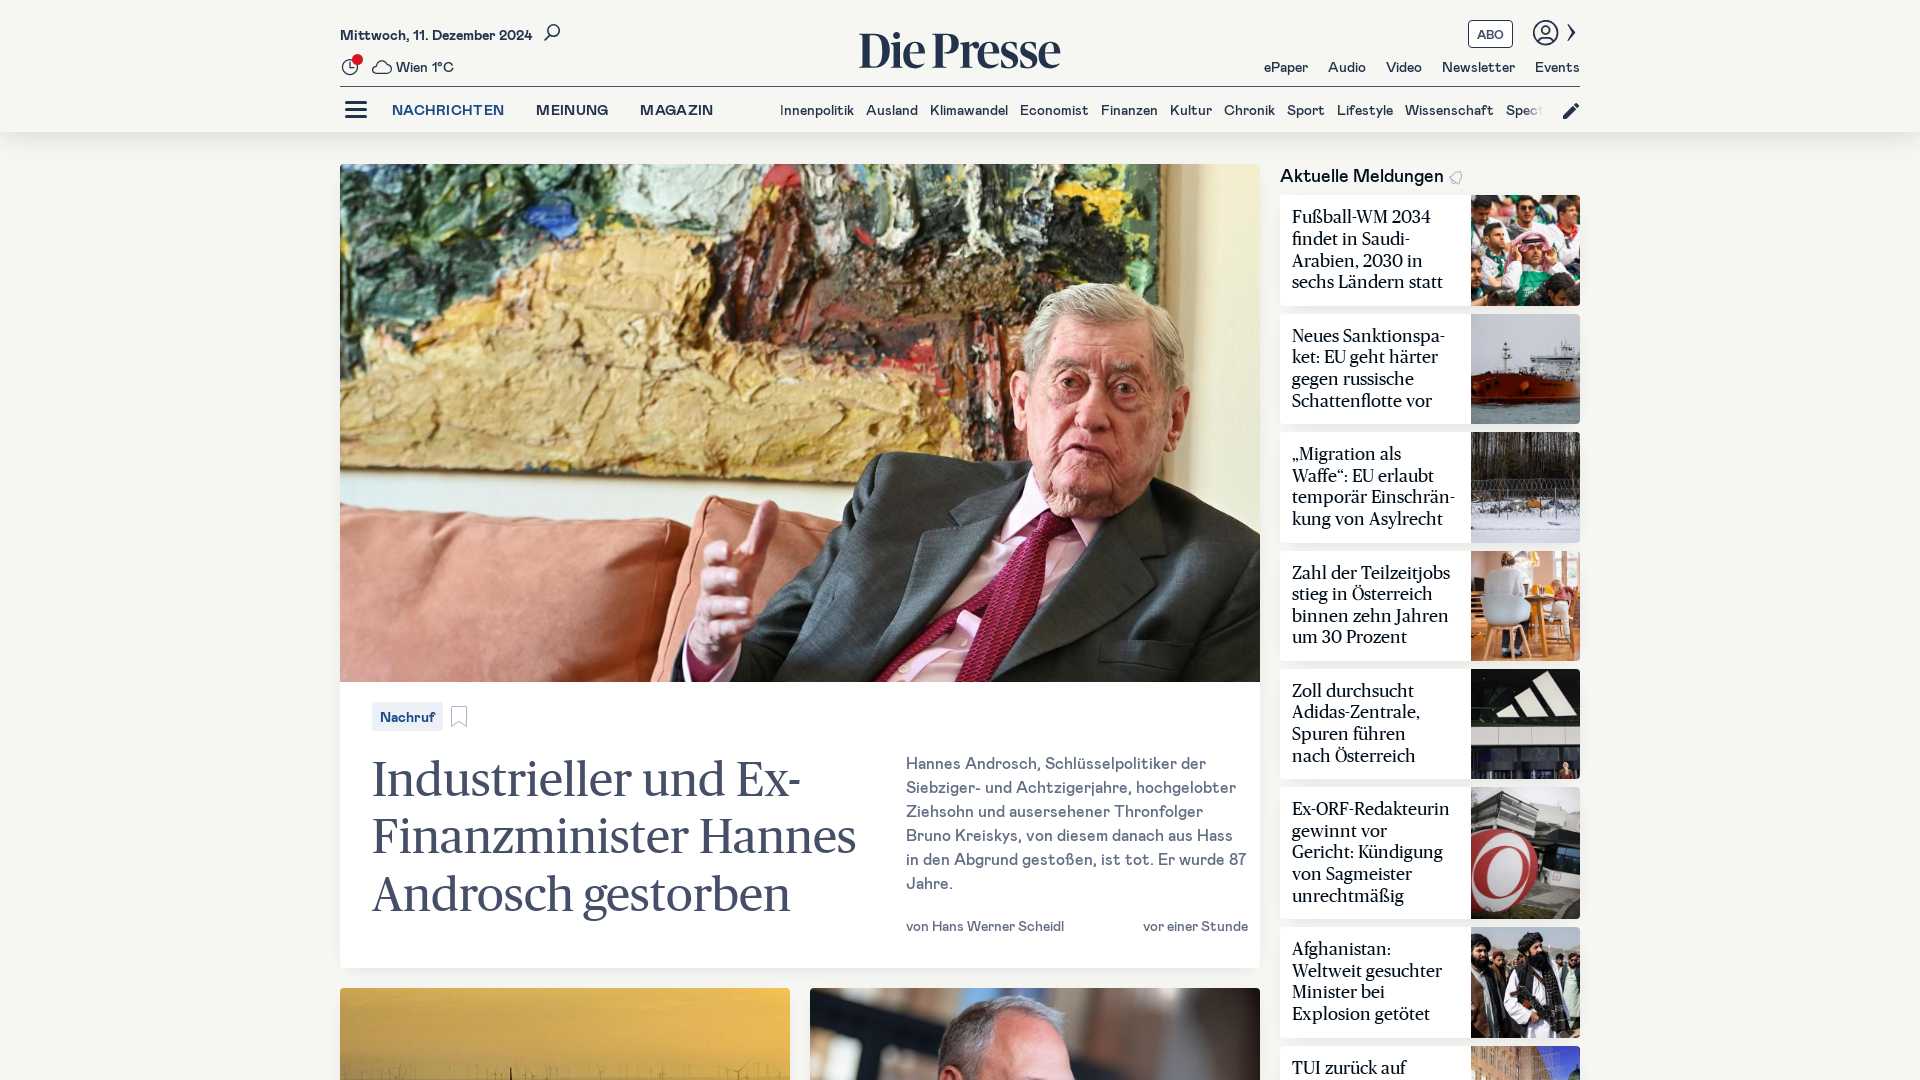 Mittwoch, 11. Dezember 2024
Wien 1°C
Die Presse
ABO
ePaper Audio Video Newsletter Events
NACHRICHTEN MEINUNG MAGAZIN
Innenpolitik Ausland Klimawandel Economist Finanzen Kultur Chronik Sport Lifestyle Wissenschaft Spect
Nachruf
Industrieller und Ex-
Finanzminister Hannes
Androsch gestorben
Hannes Androsch, Schlüsselpolitiker der
Siebziger- und Achtzigerjahre, hochgelobter
Ziehsohn und ausersehener Thronfolger
Bruno Kreiskys, von diesem danach aus Hass
in den Abgrund gestoßen, ist tot. Er wurde 87
Jahre.
von Hans Werner Scheidl vor einer Stunde
Aktuelle Meldungen
Fußball-WM 2034
findet in Saudi-
Arabien, 2030 in
sechs Ländern statt
Neues Sanktionspa-
ket: EU geht härter
gegen russische
Schattenflotte vor
„Migration als
Waffe“: EU erlaubt
temporär Einschrän-
kung von Asylrecht
Zahl der Teilzeitjobs
stieg in Österreich
binnen zehn Jahren
um 30 Prozent
Zoll durchsucht
Adidas-Zentrale,
Spuren führen
nach Österreich
Ex-ORF-Redakteurin
gewinnt vor
Gericht: Kündigung
von Sagmeister
unrechtmäßig
Afghanistan:
Weltweit gesuchter
Minister bei
Explosion getötet
TUI zurück auf